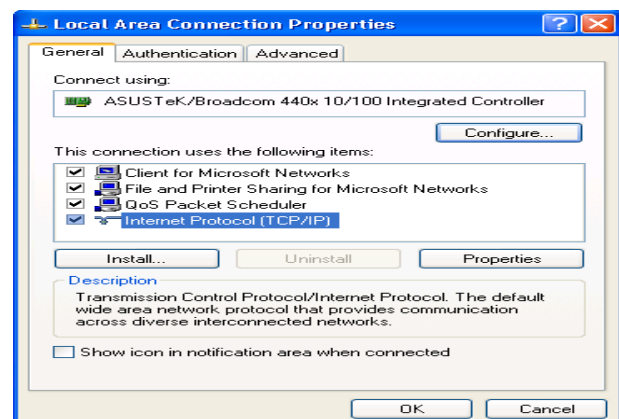 Local Area Connection Properties
General Authentication Advanced
Connect using:
ASUSTeK/Broadcom 440x 10/100 Integrated Controller
Configure...
This connection uses the following items:
Client for Microsoft Networks
File and Printer Sharing for Microsoft Networks
QoS Packet Scheduler
Internet Protocol (TCP/IP)
Install... Uninstall Properties
Description
Transmission Control Protocol/Internet Protocol. The default
wide area network protocol that provides communication
across diverse interconnected networks.
Show icon in notification area when connected
OK Cancel